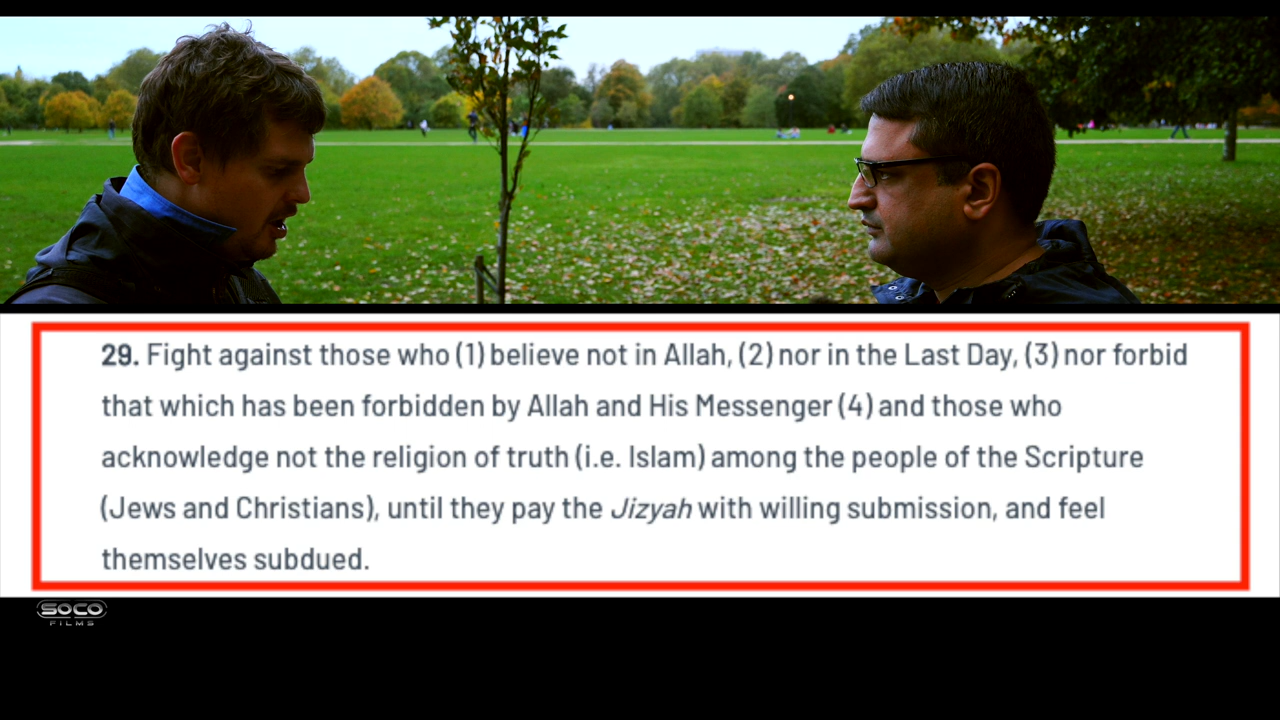 29. Fight against those who (1) believe not in Allah, (2) nor in the Last Day, (3) nor forbid
that which has been forbidden by Allah and His Messenger (4) and those who
acknowledge not the religion of truth (i.e. Islam) among the people of the Scripture
(Jews and Christians), until they pay the Jizyah with willing submission, and feel
themselves subdued.
SOCO
FILMS